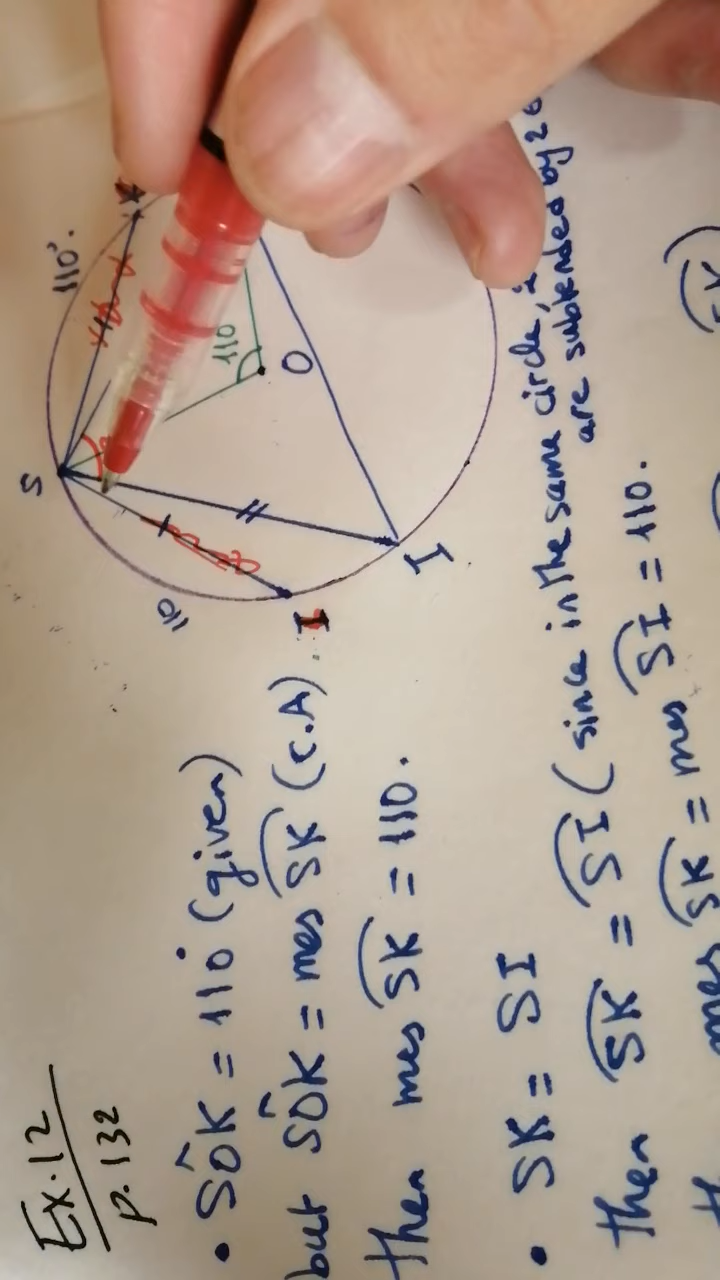 Ex.12
p.132
S
110°.
K
110
O
110
I
I
• SÔK = 110° (given)
but SÔK = mes SK (C.A).
then mes SK = 110.
• SK = SI
then SK = SI (since in the same circle,
are subtended by 2
mes SK = mes SI = 110.